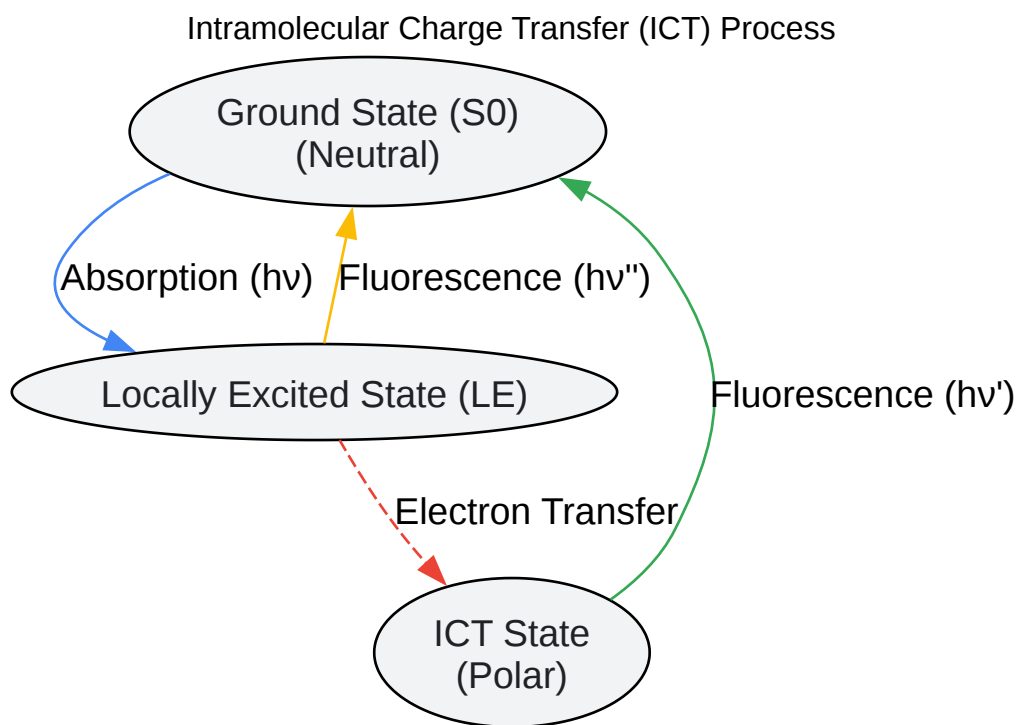 Intramolecular Charge Transfer (ICT) Process
Ground State (S0)
(Neutral)
Absorption (hν)
Fluorescence (hν'')
Locally Excited State (LE)
Fluorescence (hν')
Electron Transfer
ICT State
(Polar)